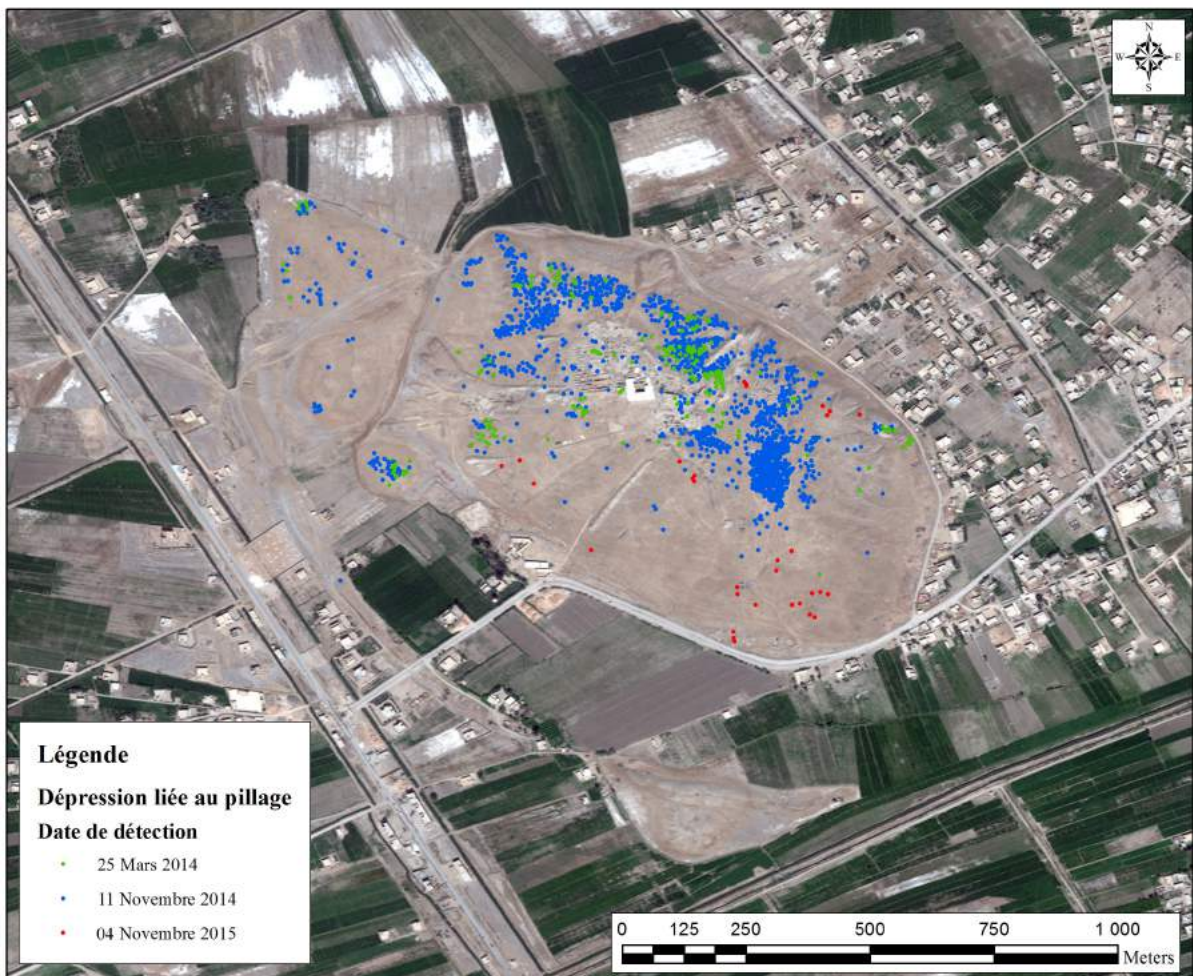 N
W E
S
Légende
Dépression liée au pillage
Date de détection
25 Mars 2014
11 Novembre 2014
04 Novembre 2015
0 125 250 500 750 1 000
Meters